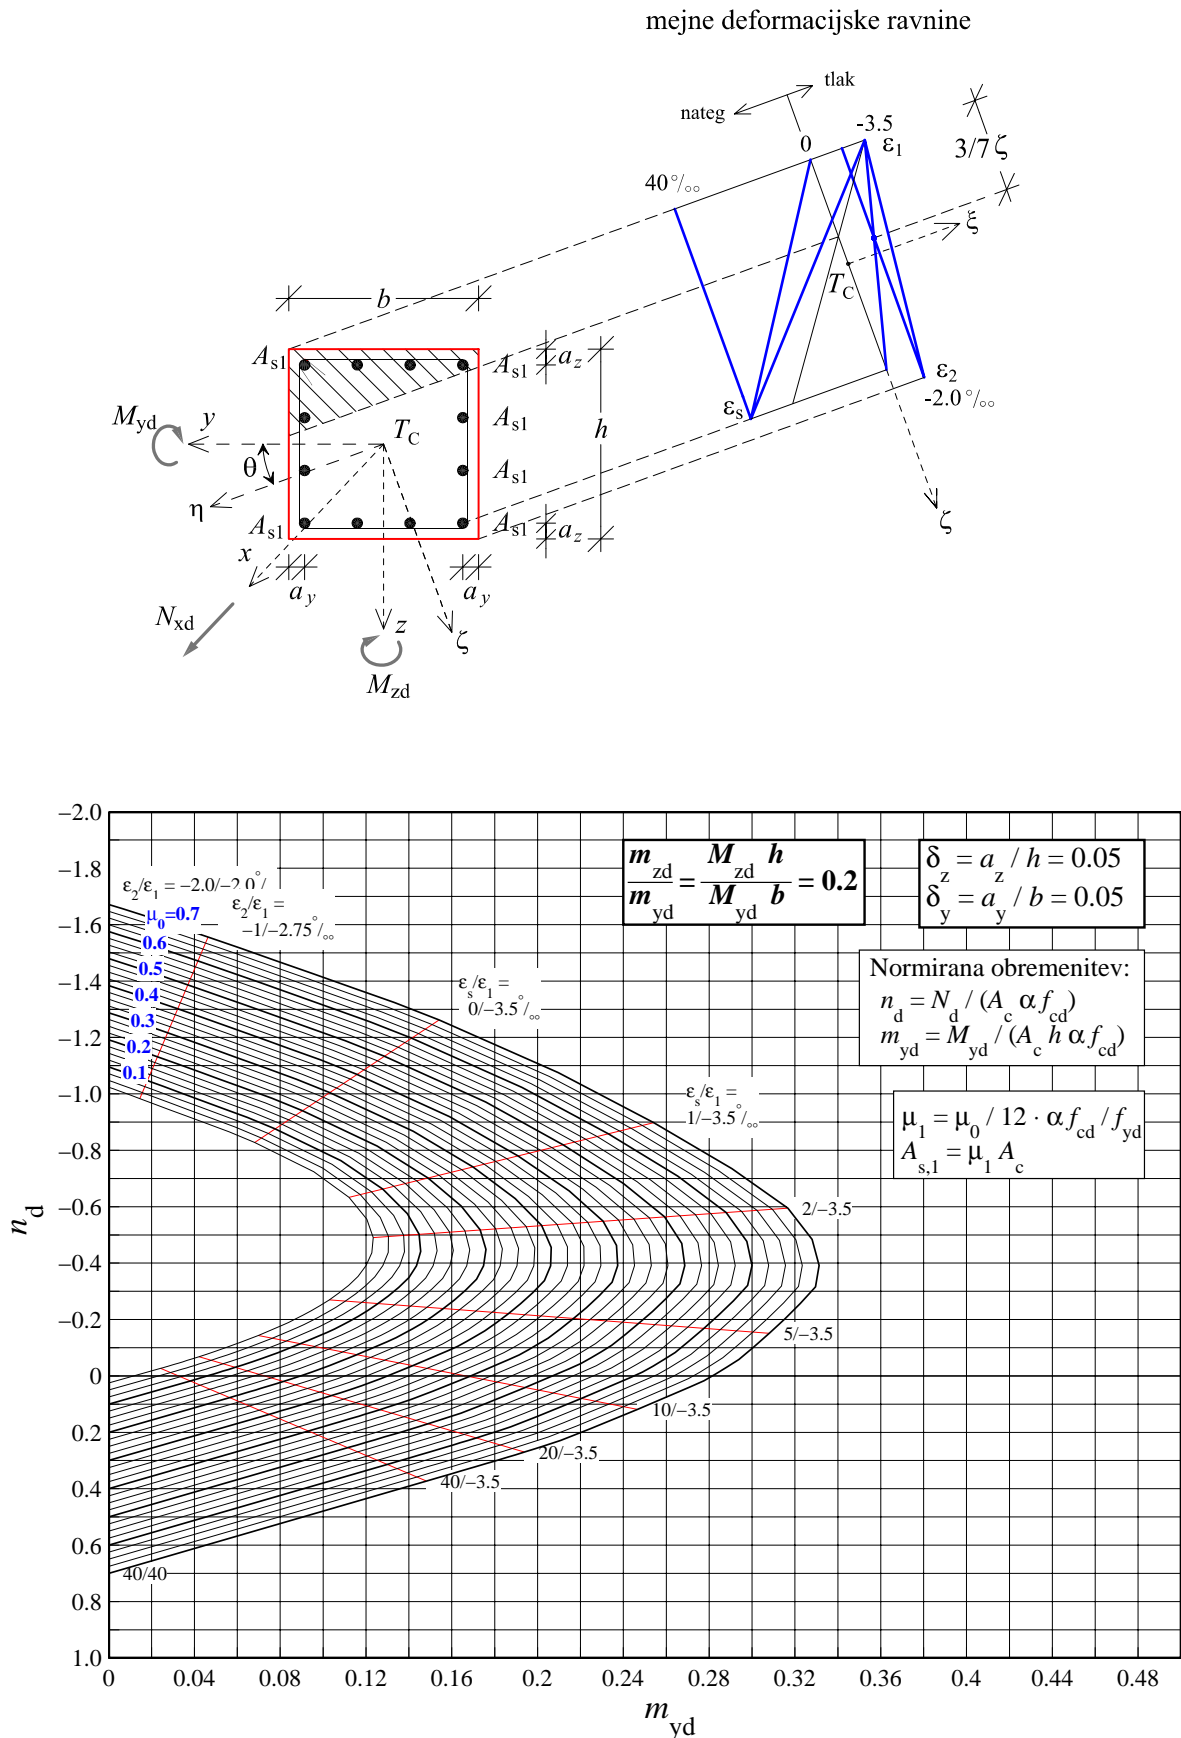 mejne deformacijske ravnine
tlak
nateg
-3.5
0
ε1
3/7 ζ
40°/∘∘
ξ
TC
b
As1
As1
az
εs
ε2
-2.0°/∘∘
Myd
y
TC
As1
h
θ
As1
η
ζ
As1
As1
az
x
ay
ay
Nxd
z
ζ
Mzd
−2.0
−1.8
−1.6
−1.4
−1.2
−1.0
−0.8
−0.6
−0.4
−0.2
0
0.2
0.4
0.6
0.8
1.0
nd
mzd / myd = Mzd h / Myd b = 0.2
δz = az / h = 0.05
δy = ay / b = 0.05
ε2/ε1 = −2.0/−2.0°/
μ0=0.7
ε2/ε1 =
−1/−2.75°/∘∘
0.6
0.5
0.4
0.3
0.2
0.1
Normirana obremenitev:
nd = Nd / (Ac αfcd)
myd = Myd / (Ac h αfcd)
εs/ε1 =
0/−3.5°/∘∘
εs/ε1 =
1/−3.5°/∘∘
μ1 = μ0 / 12 · αfcd / fyd
As,1 = μ1 Ac
2/−3.5
5/−3.5
10/−3.5
20/−3.5
40/−3.5
40/40
0 0.04 0.08 0.12 0.16 0.2 0.24 0.28 0.32 0.36 0.4 0.44 0.48
myd